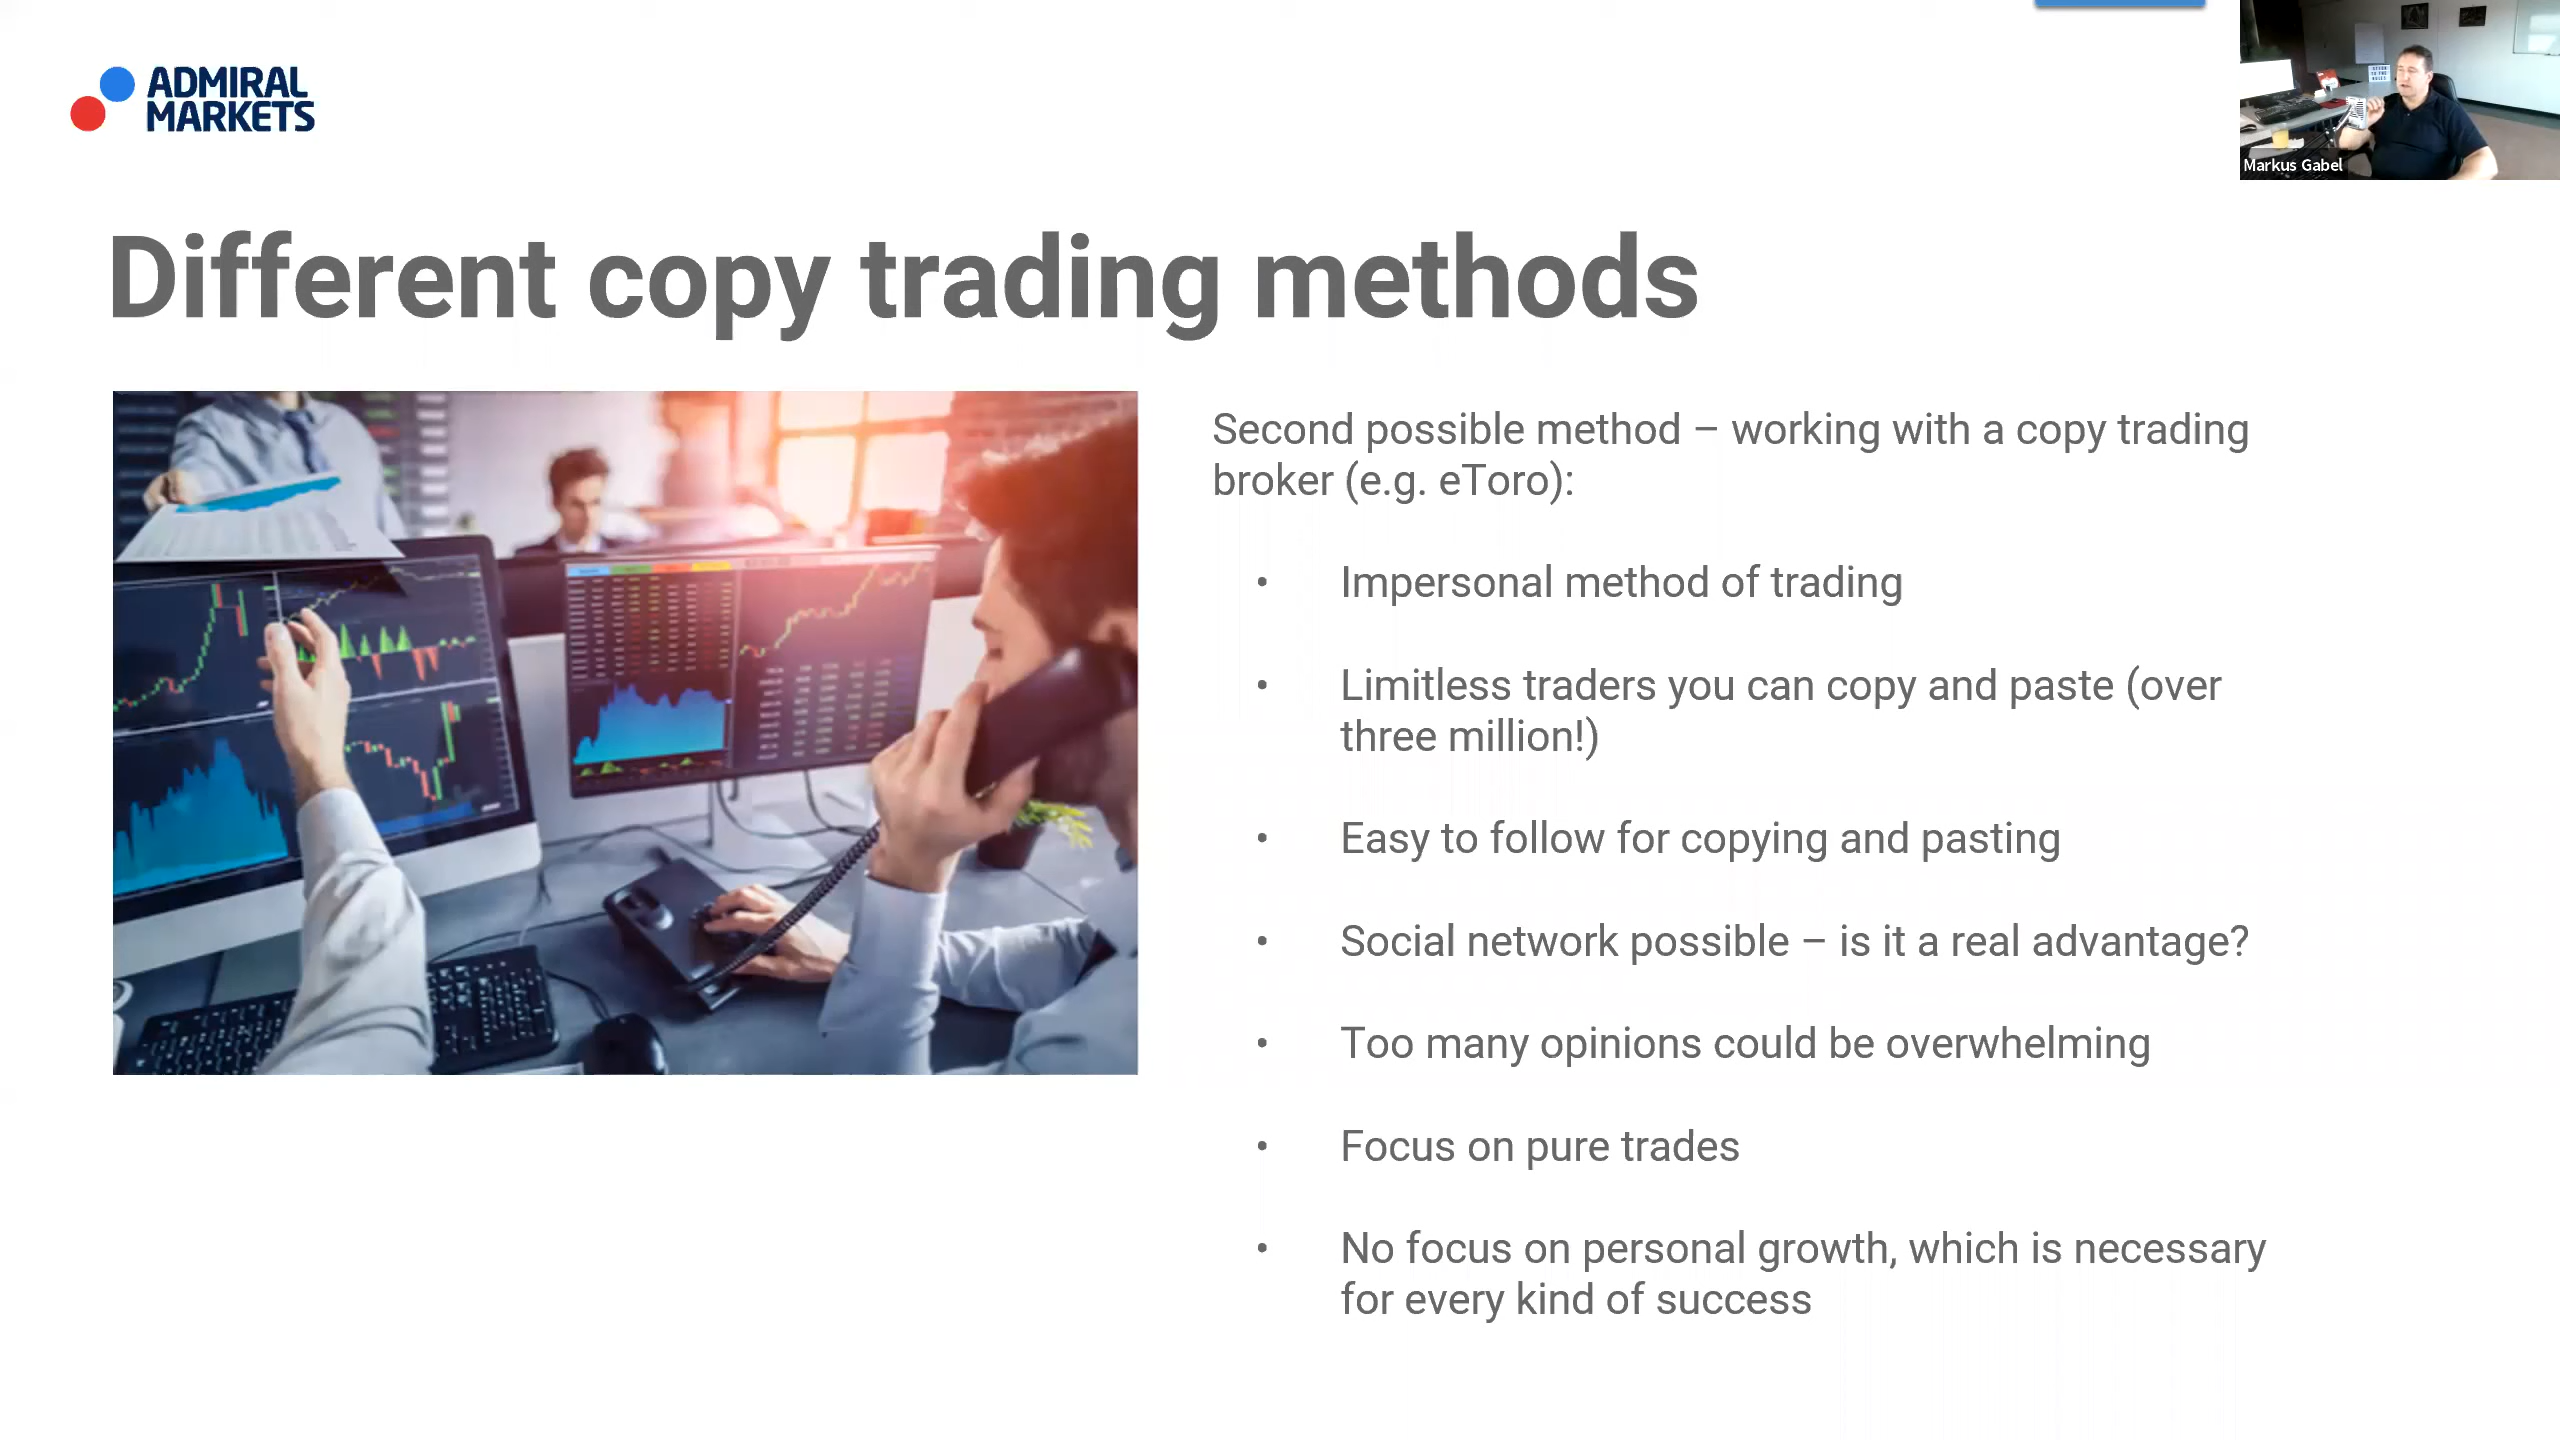 ADMIRAL
MARKETS
Markus Gabel
Different copy trading methods
Second possible method – working with a copy trading
broker (e.g. eToro):
• Impersonal method of trading
• Limitless traders you can copy and paste (over
three million!)
• Easy to follow for copying and pasting
• Social network possible – is it a real advantage?
• Too many opinions could be overwhelming
• Focus on pure trades
• No focus on personal growth, which is necessary
for every kind of success